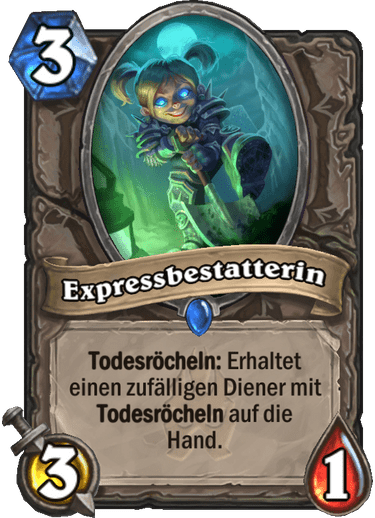 3
Expressbestatterin
Todesröcheln: Erhaltet
einen zufälligen Diener mit
Todesröcheln auf die
Hand.
3
1